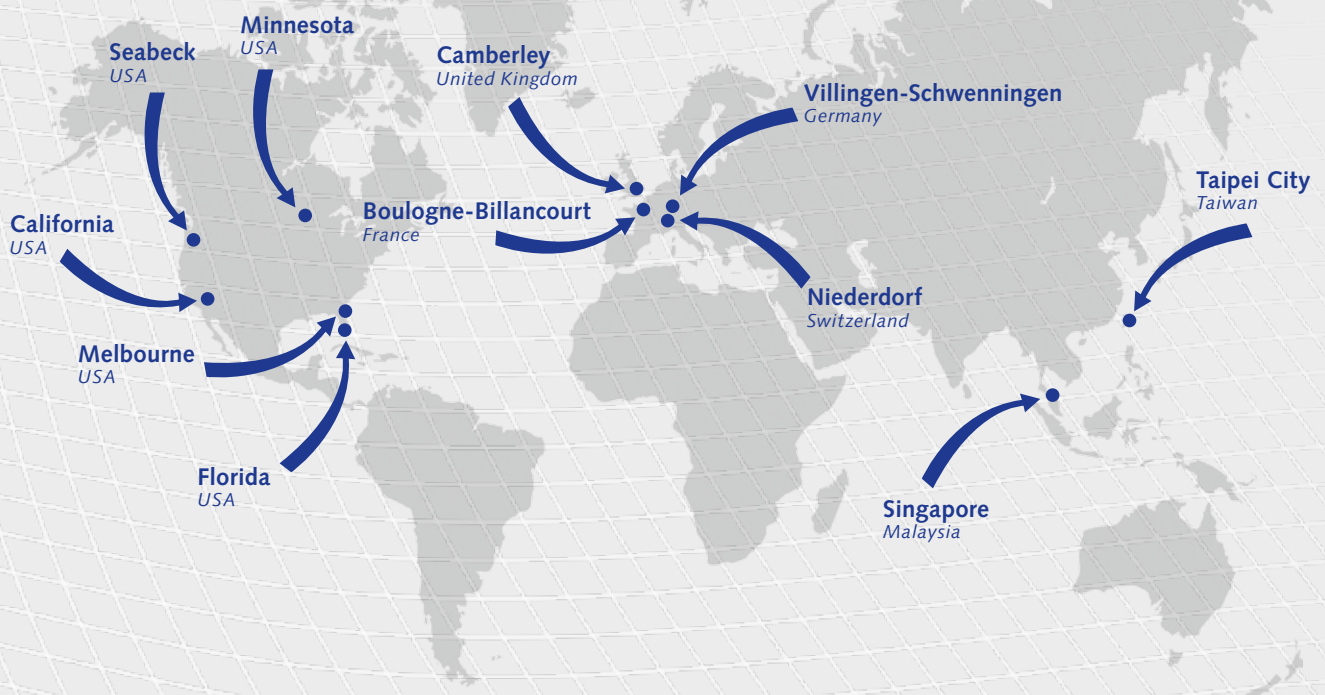 Minnesota
USA
Seabeck
USA
Camberley
United Kingdom
Villingen-Schwenningen
Germany
Taipei City
Taiwan
California
USA
Boulogne-Billancourt
France
Niederdorf
Switzerland
Melbourne
USA
Florida
USA
Singapore
Malaysia